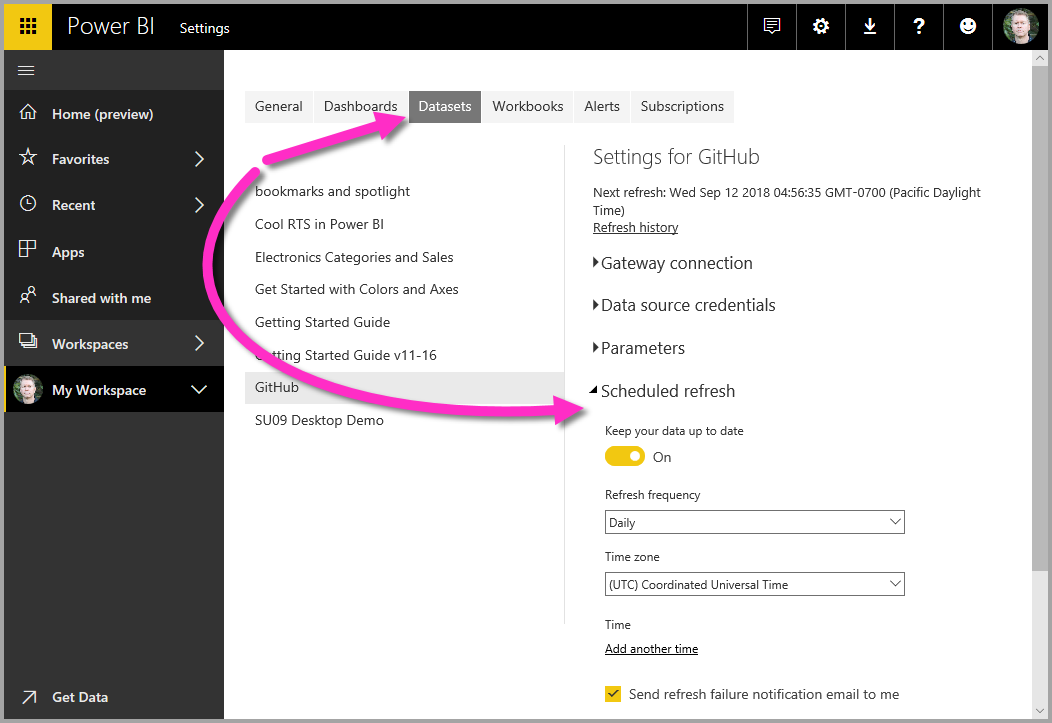 Power BI Settings ?
Home (preview)
Favorites
Recent
Apps
Shared with me
Workspaces
My Workspace
Get Data
General Dashboards Datasets Workbooks Alerts Subscriptions
bookmarks and spotlight
Cool RTS in Power BI
Electronics Categories and Sales
Get Started with Colors and Axes
Getting Started Guide
Getting Started Guide v11-16
GitHub
SU09 Desktop Demo
Settings for GitHub
Next refresh: Wed Sep 12 2018 04:56:35 GMT-0700 (Pacific Daylight
Time)
Refresh history
Gateway connection
Data source credentials
Parameters
Scheduled refresh
Keep your data up to date
On
Refresh frequency
Daily
Time zone
(UTC) Coordinated Universal Time
Time
Add another time
Send refresh failure notification email to me